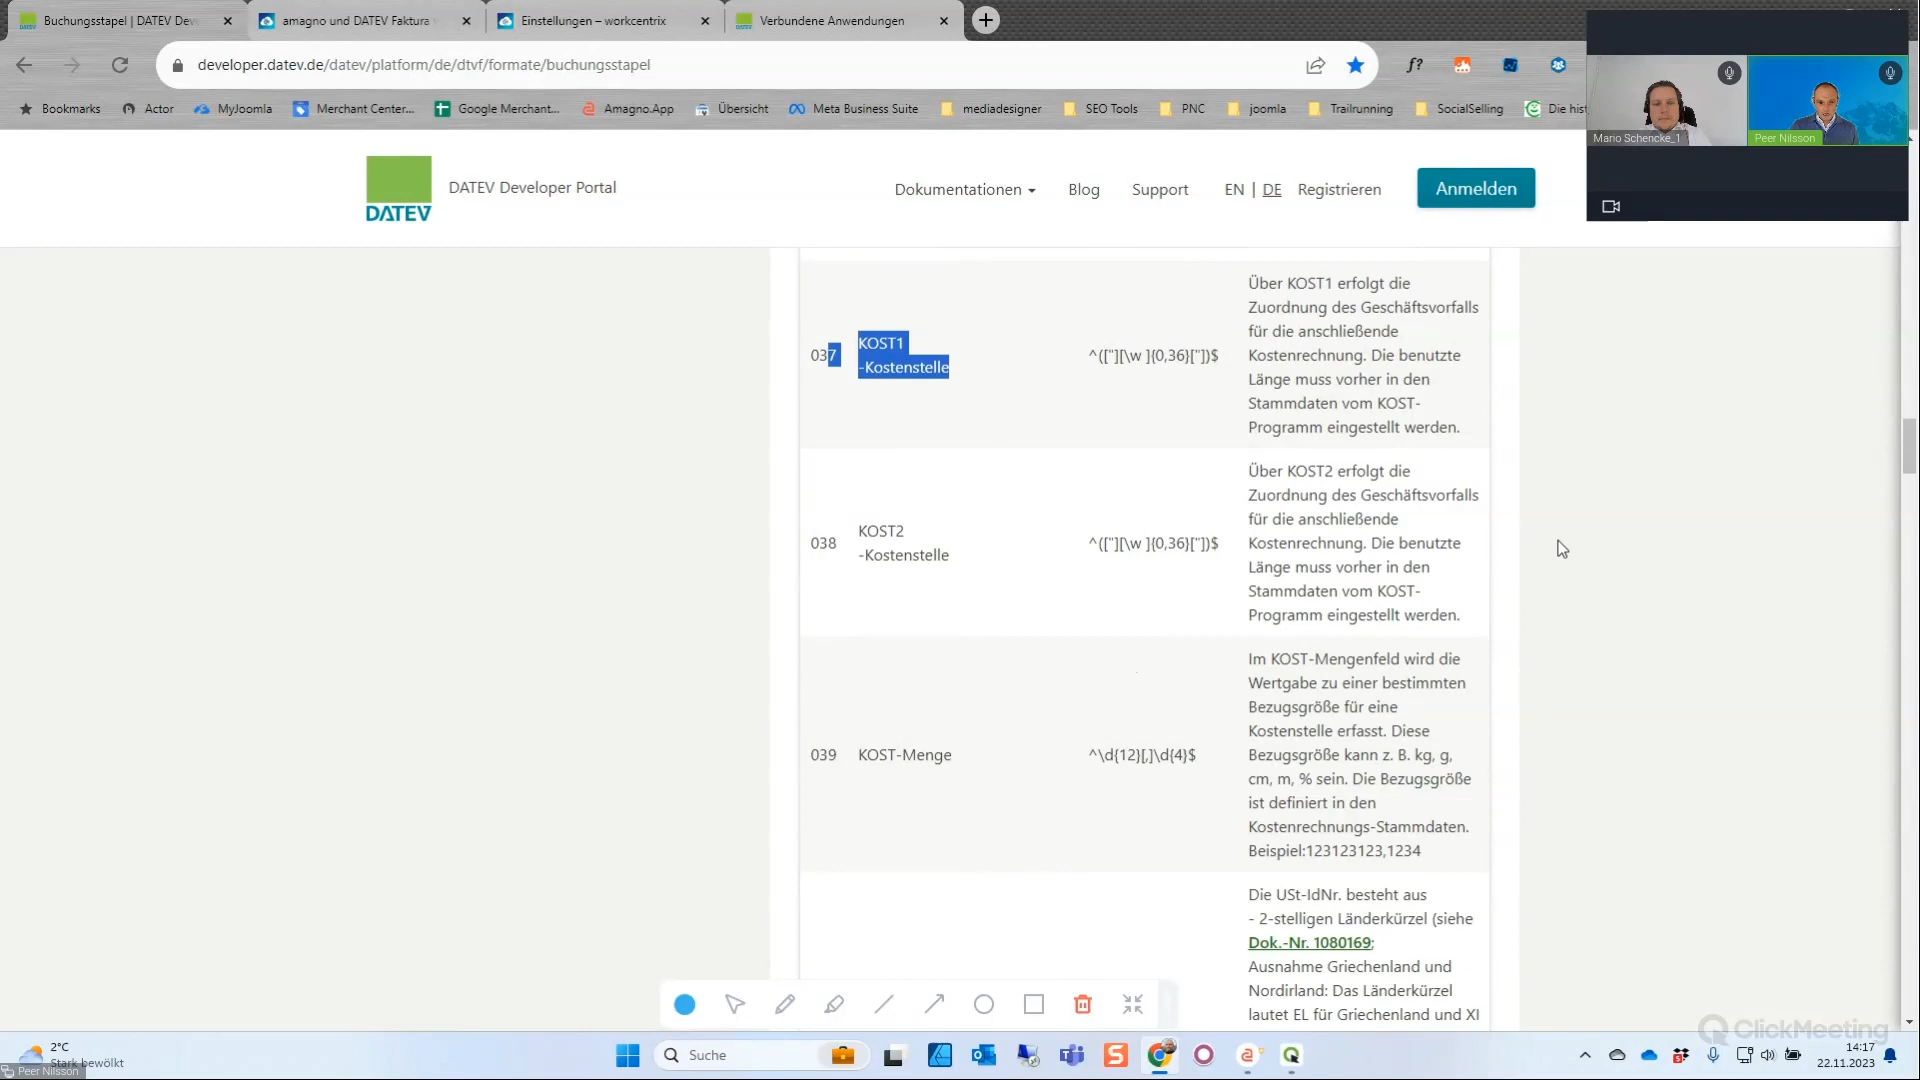 Buchungsstapel | DATEV Dev
amagno und DATEV Faktura
Einstellungen – workcentrix
Verbundene Anwendungen
developer.datev.de/datev/platform/de/dtvf/formate/buchungsstapel
f?
Bookmarks
Actor
MyJoomla
Merchant Center...
Google Merchant...
Amagno.App
Übersicht
Meta Business Suite
mediadesigner
SEO Tools
PNC
joomla
Trailrunning
SocialSelling
Die hist
Mario Schencke_1
Peer Nilsson
DATEV
DATEV Developer Portal
Dokumentationen
Blog
Support
EN | DE
Registrieren
Anmelden
037
KOST1
-Kostenstelle
^(["][\w ]{0,36}["])$
Über KOST1 erfolgt die
Zuordnung des Geschäftsvorfalls
für die anschließende
Kostenrechnung. Die benutzte
Länge muss vorher in den
Stammdaten vom KOST-
Programm eingestellt werden.
038
KOST2
-Kostenstelle
^(["][\w ]{0,36}["])$
Über KOST2 erfolgt die
Zuordnung des Geschäftsvorfalls
für die anschließende
Kostenrechnung. Die benutzte
Länge muss vorher in den
Stammdaten vom KOST-
Programm eingestellt werden.
039
KOST-Menge
^\d{12}[,]\d{4}$
Im KOST-Mengenfeld wird die
Wertgabe zu einer bestimmten
Bezugsgröße für eine
Kostenstelle erfasst. Diese
Bezugsgröße kann z. B. kg, g,
cm, m, % sein. Die Bezugsgröße
ist definiert in den
Kostenrechnungs-Stammdaten.
Beispiel:123123123,1234
Die USt-IdNr. besteht aus
- 2-stelligen Länderkürzel (siehe
Dok.-Nr. 1080169;
Ausnahme Griechenland und
Nordirland: Das Länderkürzel
lautet EL für Griechenland und XI
ClickMeeting
2°C
Stark bewölkt
Peer Nilsson
Suche
14:17
22.11.2023